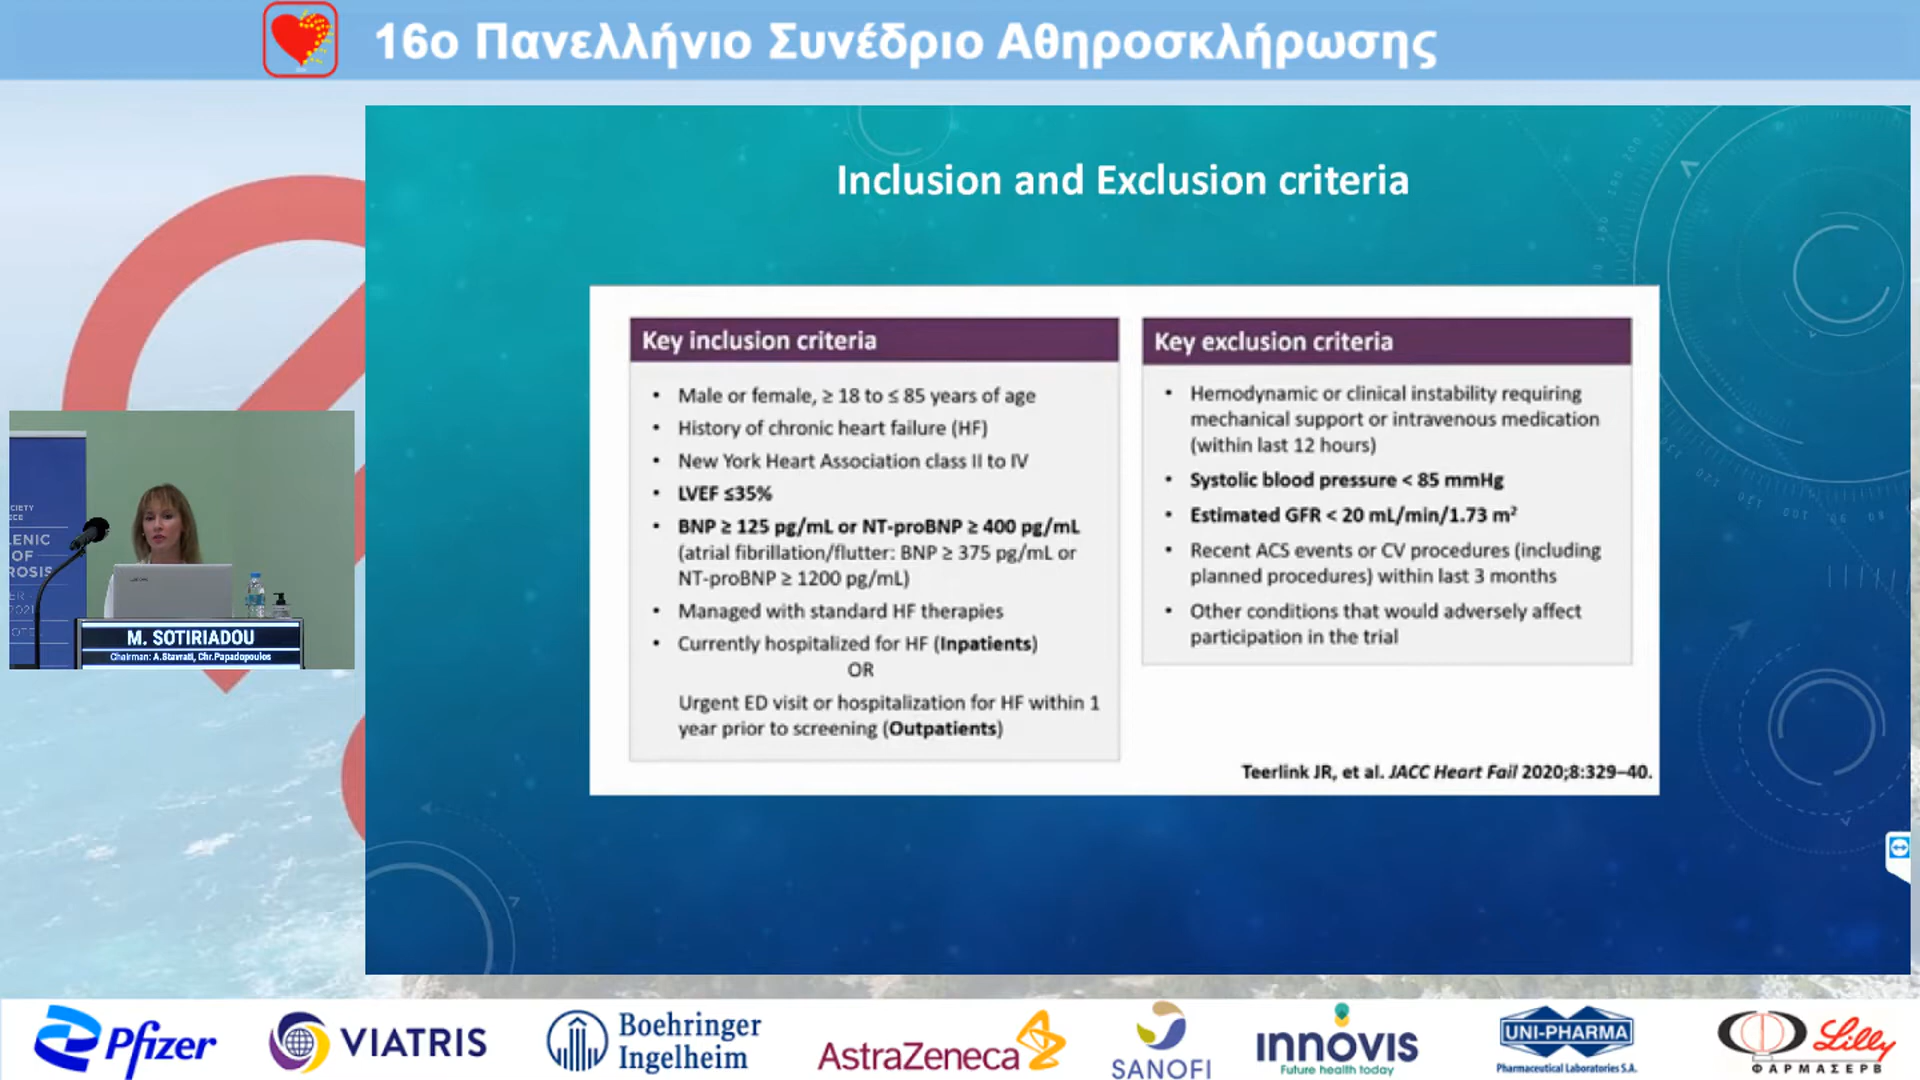 16ο Πανελλήνιο Συνέδριο Αθηροσκλήρωσης
Inclusion and Exclusion criteria
Key inclusion criteria
• Male or female, ≥ 18 to ≤ 85 years of age
• History of chronic heart failure (HF)
• New York Heart Association class II to IV
• LVEF ≤35%
• BNP ≥ 125 pg/mL or NT-proBNP ≥ 400 pg/mL
(atrial fibrillation/flutter: BNP ≥ 375 pg/mL or
NT-proBNP ≥ 1200 pg/mL)
• Managed with standard HF therapies
• Currently hospitalized for HF (Inpatients)
OR
Urgent ED visit or hospitalization for HF within 1
year prior to screening (Outpatients)
Key exclusion criteria
• Hemodynamic or clinical instability requiring
mechanical support or intravenous medication
(within last 12 hours)
• Systolic blood pressure < 85 mmHg
• Estimated GFR < 20 mL/min/1.73 m²
• Recent ACS events or CV procedures (including
planned procedures) within last 3 months
• Other conditions that would adversely affect
participation in the trial
Teerlink JR, et al. JACC Heart Fail 2020;8:329–40.
M. SOTIRIADOU
Chairman: A.Stavrati, Chr.Papadopoulos
Pfizer
VIATRIS
Boehringer
Ingelheim
AstraZeneca
SANOFI
INNOVIS
Future health today
UNI-PHARMA
Pharmaceutical Laboratories S.A.
Lilly
ΦΑΡΜΑΣΕΡΒ